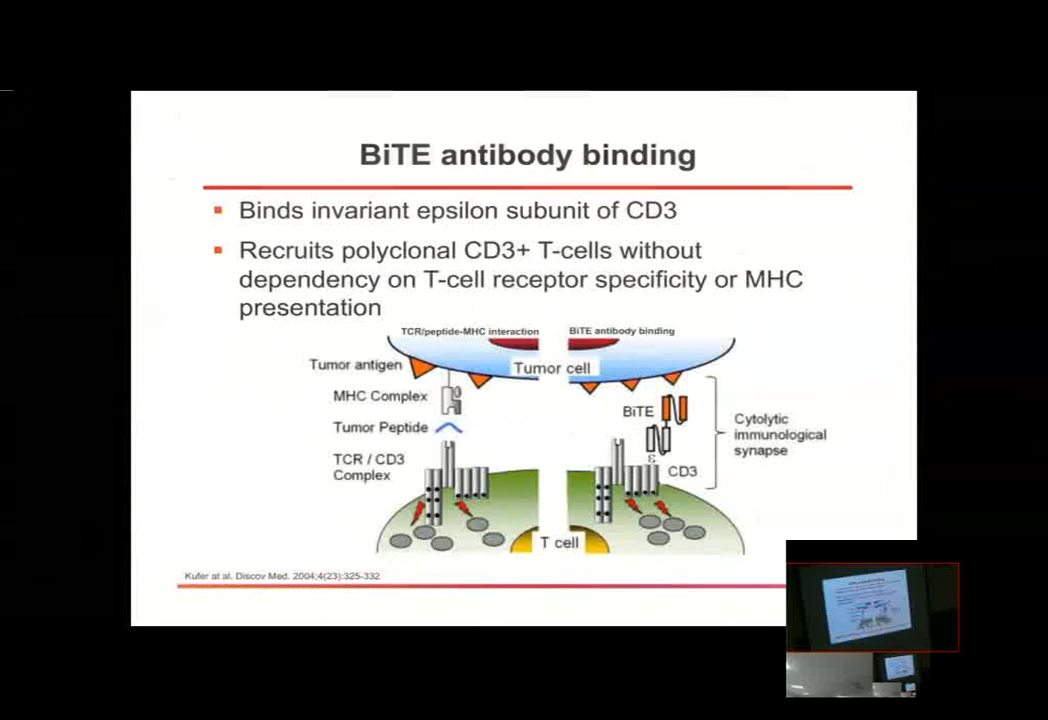 BiTE antibody binding
Binds invariant epsilon subunit of CD3
Recruits polyclonal CD3+ T-cells without
dependency on T-cell receptor specificity or MHC
presentation
TCR/peptide-MHC interaction
BiTE antibody binding
Tumor antigen
Tumor cell
MHC Complex
BiTE
Tumor Peptide
Cytolytic
immunological
synapse
TCR / CD3
Complex
ε
CD3
T cell
Kufer at al. Discov Med. 2004;4(23):325-332